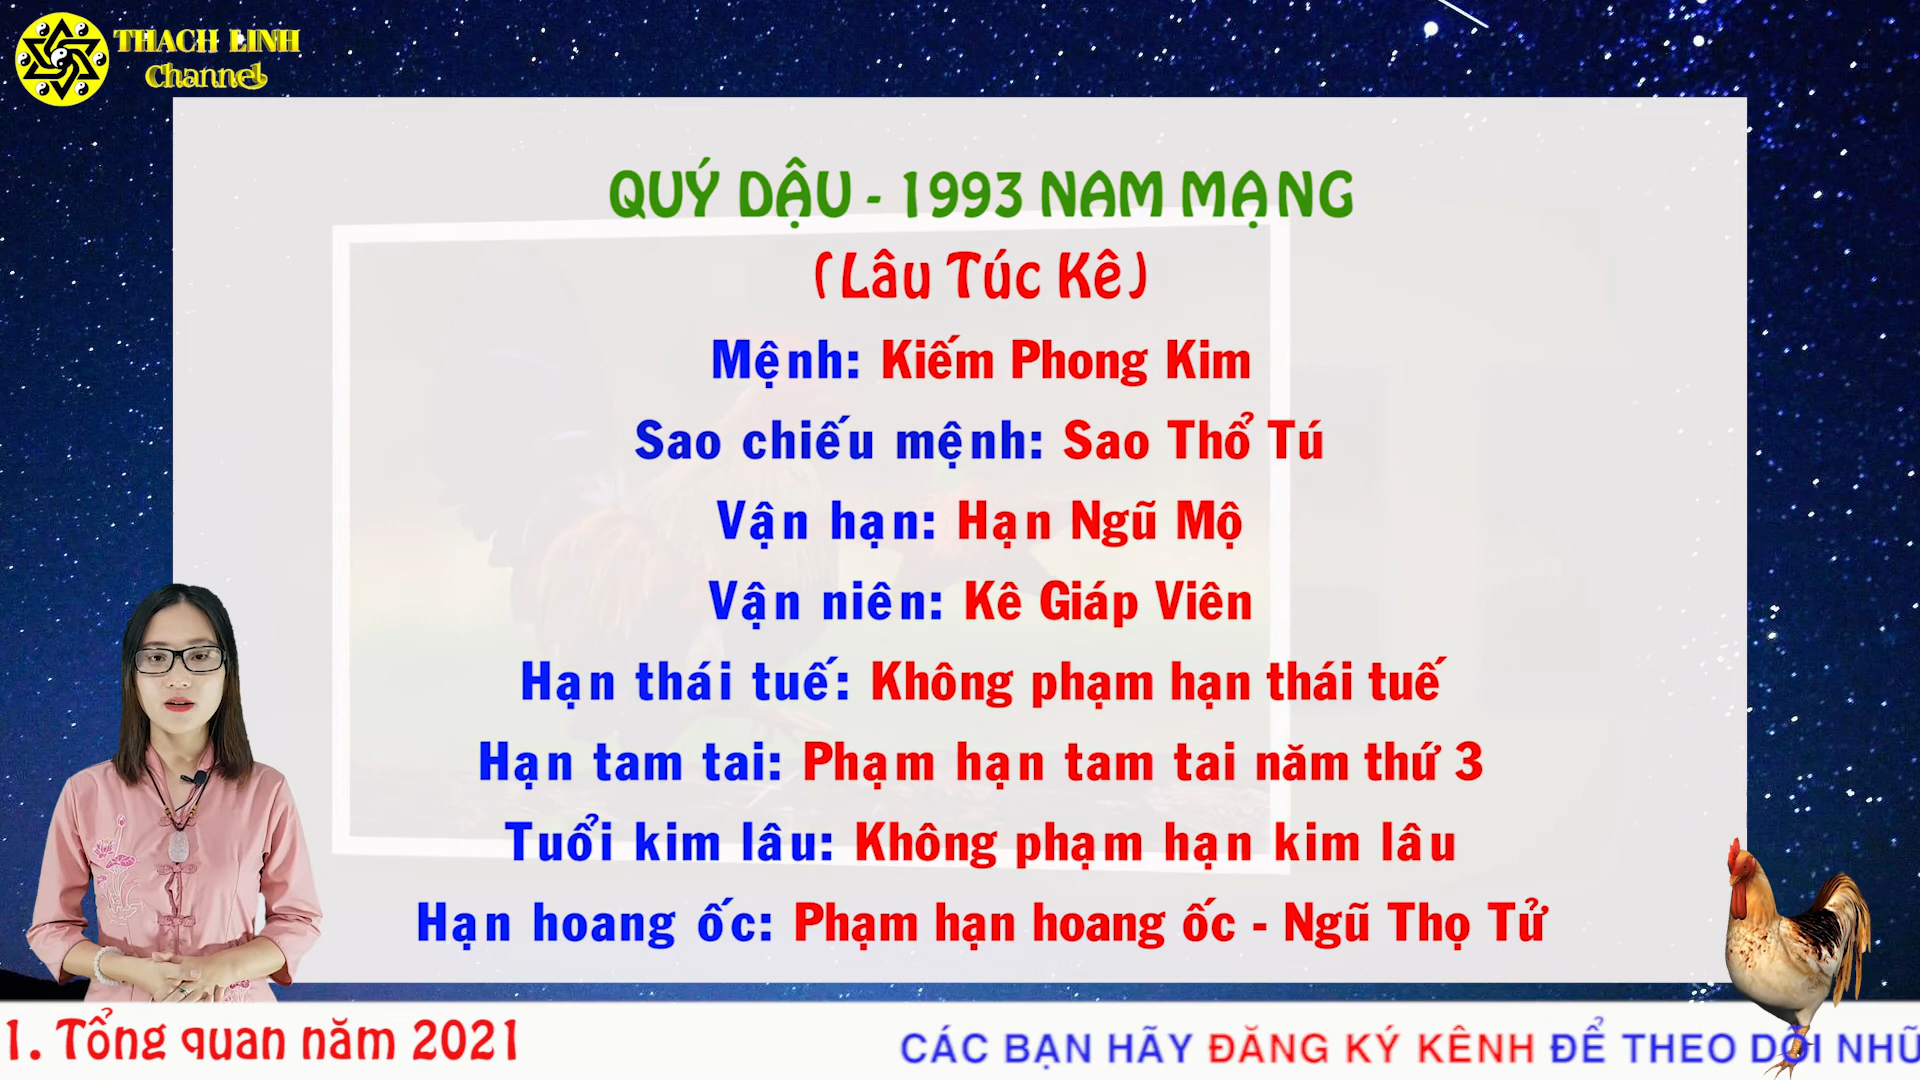 THACH LINH
Channel
QUÝ DẬU - 1993 NAM MẠNG
(Lâu Túc Kê)
Mệnh: Kiếm Phong Kim
Sao chiếu mệnh: Sao Thổ Tú
Vận hạn: Hạn Ngũ Mộ
Vận niên: Kê Giáp Viên
Hạn thái tuế: Không phạm hạn thái tuế
Hạn tam tai: Phạm hạn tam tai năm thứ 3
Tuổi kim lâu: Không phạm hạn kim lâu
Hạn hoang ốc: Phạm hạn hoang ốc - Ngũ Thọ Tử
1. Tổng quan năm 2021
CÁC BẠN HÃY ĐĂNG KÝ KÊNH ĐỂ THEO DÕI NHỮ